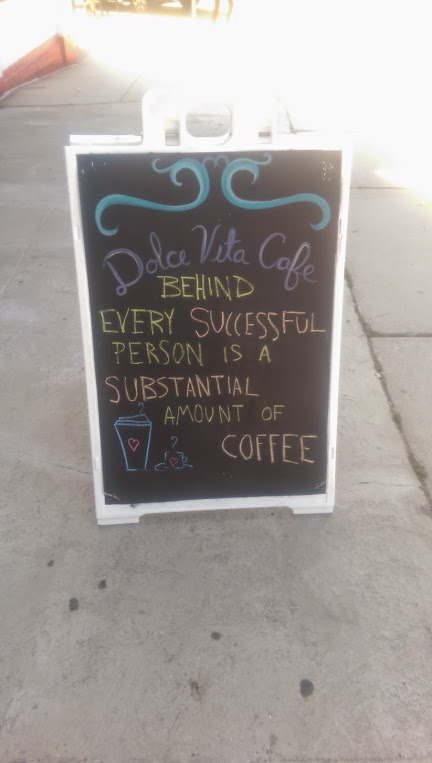 Dolce Vita Cafe
BEHIND
EVERY SUCCESSFUL
PERSON IS A
SUBSTANTIAL
AMOUNT OF
COFFEE